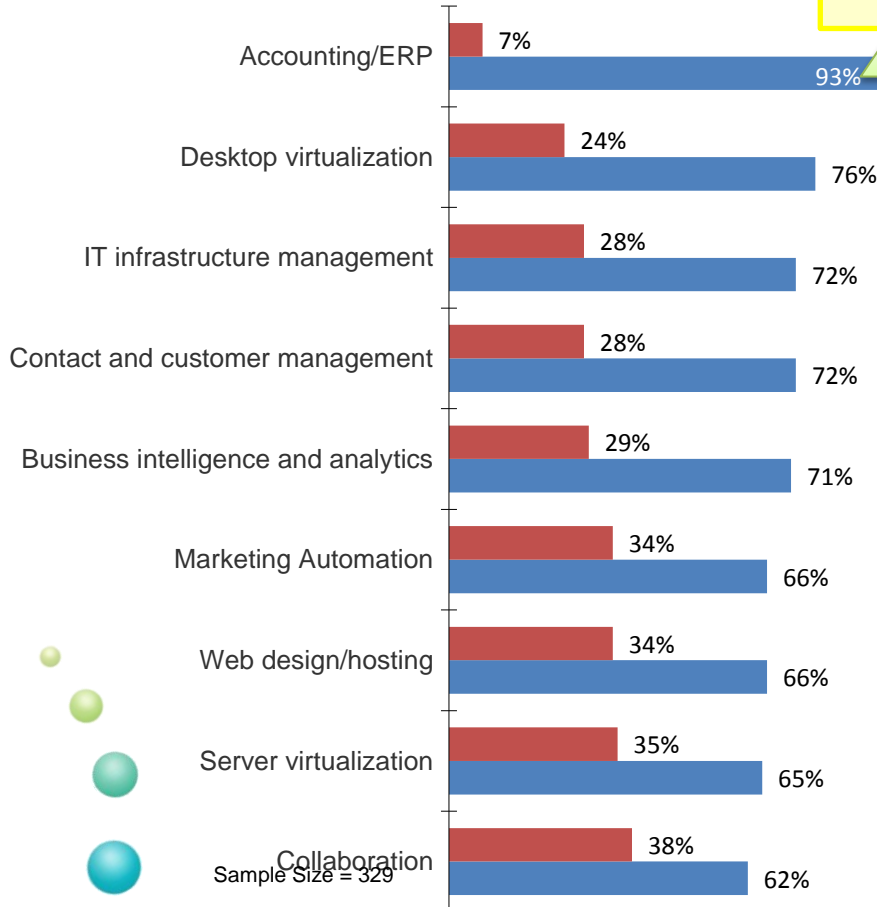 Accounting/ERP
7%
93%
Desktop virtualization
24%
76%
IT infrastructure management
28%
72%
Contact and customer management
28%
72%
Business intelligence and analytics
29%
71%
Marketing Automation
34%
66%
Web design/hosting
34%
66%
Server virtualization
35%
65%
Collaboration
38%
62%
Sample Size = 329